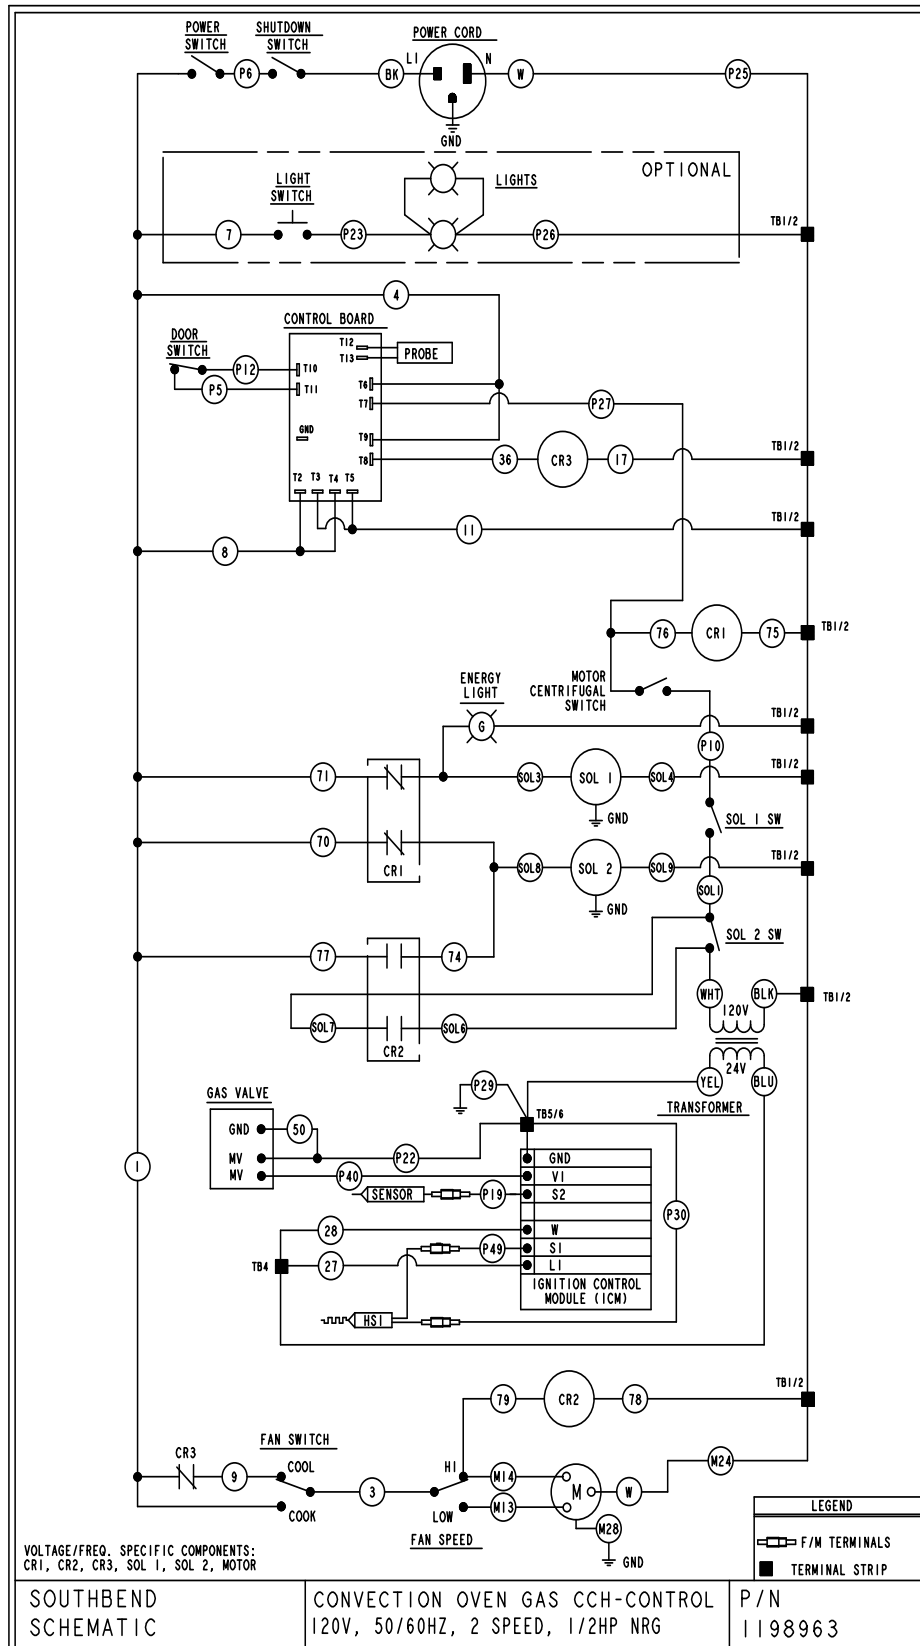 POWER SWITCH
SHUTDOWN SWITCH
POWER CORD
L1
N
P6
BK
W
P25
GND
OPTIONAL
LIGHT SWITCH
LIGHTS
7
P23
P26
TB1/2
4
CONTROL BOARD
DOOR SWITCH
T12
T13
PROBE
P12
T10
P5
T11
T6
T7
P27
GND
T9
T8
36
CR3
17
TB1/2
T2
T3
T4
T5
11
TB1/2
8
76
CR1
75
TB1/2
ENERGY LIGHT
MOTOR CENTRIFUGAL SWITCH
G
TB1/2
P10
71
SOL3
SOL 1
SOL4
TB1/2
GND
SOL 1 SW
70
CR1
SOL8
SOL 2
SOL9
TB1/2
GND
SOL1
SOL 2 SW
77
74
WHT
BLK
TB1/2
120V
SOL7
SOL6
CR2
24V
YEL
BLU
TRANSFORMER
P29
GAS VALVE
TB5/6
GND
50
MV
P22
MV
P40
GND
V1
S2
SENSOR
P19
1
P30
28
W
P49
S1
TB4
27
L1
IGNITION CONTROL
MODULE (ICM)
HSI
79
CR2
78
TB1/2
FAN SWITCH
CR3
9
COOL
3
COOK
HI
LOW
FAN SPEED
M14
M13
M
W
M24
M28
GND
LEGEND
F/M TERMINALS
TERMINAL STRIP
VOLTAGE/FREQ. SPECIFIC COMPONENTS:
CR1, CR2, CR3, SOL 1, SOL 2, MOTOR
SOUTHBEND
SCHEMATIC
CONVECTION OVEN GAS CCH-CONTROL
120V, 50/60HZ, 2 SPEED, 1/2HP NRG
P/N
1198963